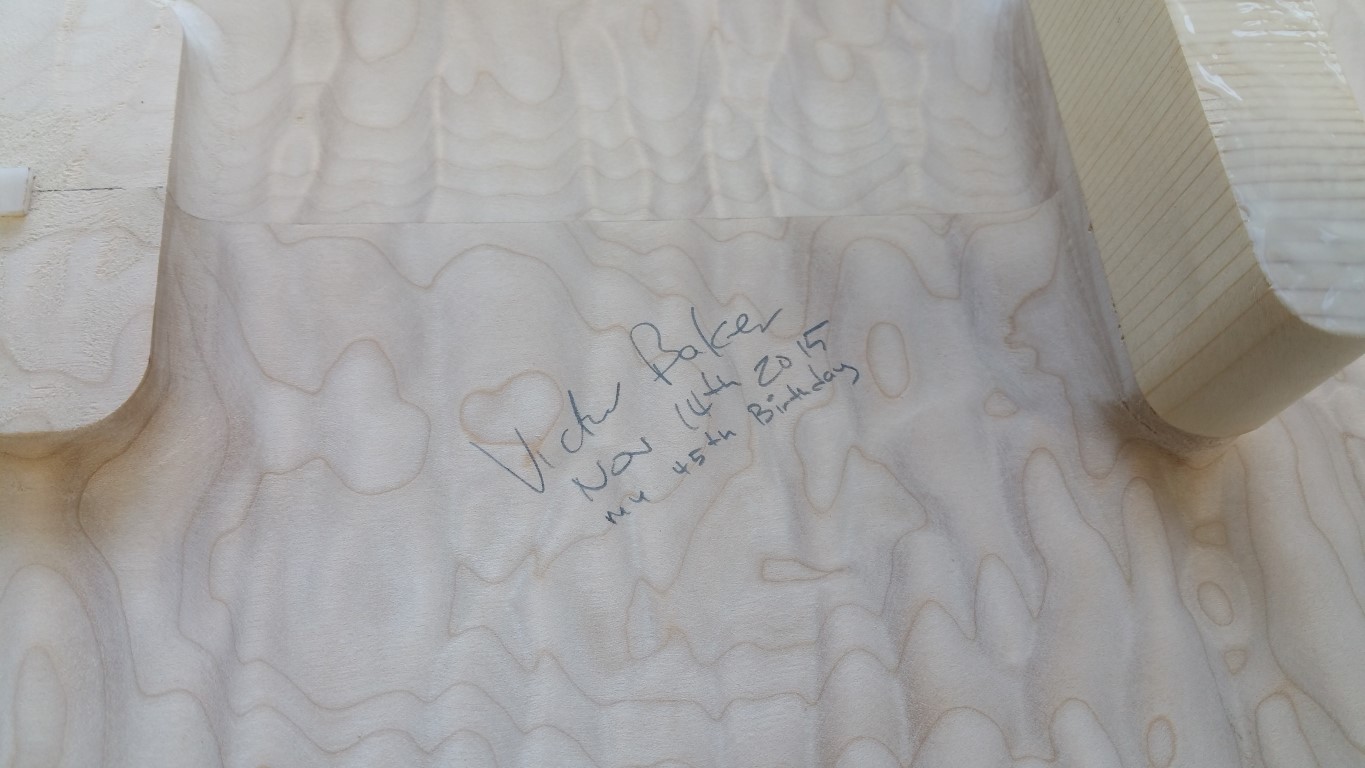 Victor Baker
Nov 14th 2015
my 45th Birthday